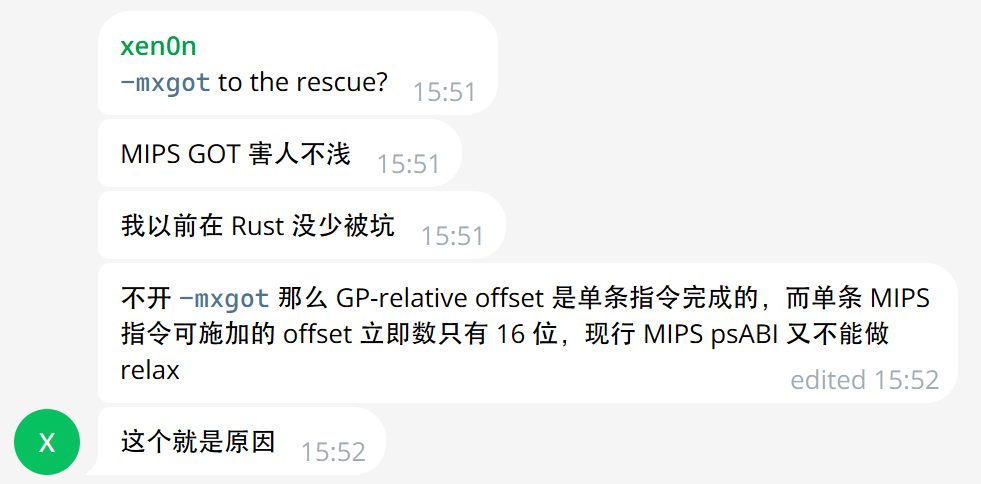 xen0n
-mxgot to the rescue? 15:51
MIPS GOT 害人不浅 15:51
我以前在 Rust 没少被坑 15:51
不开 -mxgot 那么 GP-relative offset 是单条指令完成的，而单条 MIPS
指令可施加的 offset 立即数只有 16 位，现行 MIPS psABI 又不能做
relax
edited 15:52
X
这个就是原因 15:52